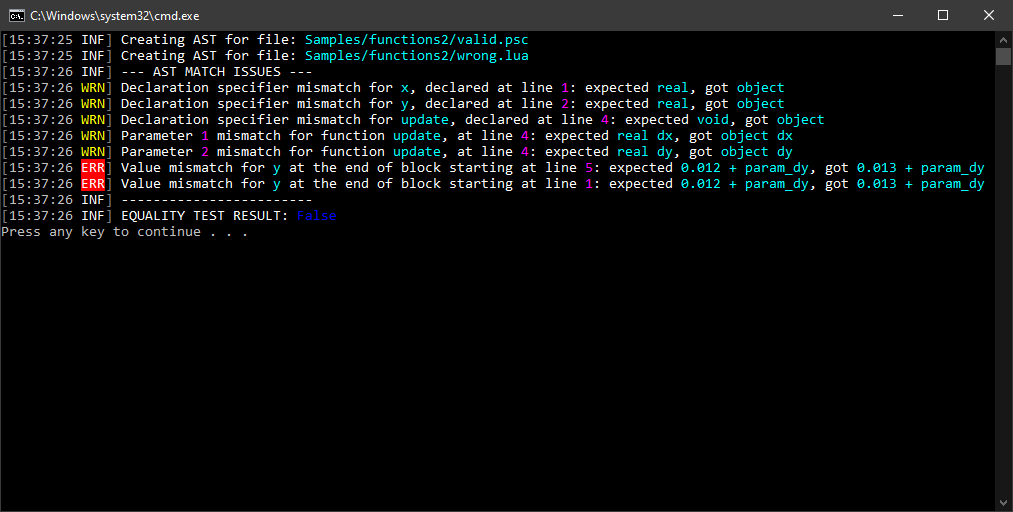 C:\Windows\system32\cmd.exe
[15:37:25 INF] Creating AST for file: Samples/functions2/valid.psc
[15:37:25 INF] Creating AST for file: Samples/functions2/wrong.lua
[15:37:26 INF] --- AST MATCH ISSUES ---
[15:37:26 WRN] Declaration specifier mismatch for x, declared at line 1: expected real, got object
[15:37:26 WRN] Declaration specifier mismatch for y, declared at line 2: expected real, got object
[15:37:26 WRN] Declaration specifier mismatch for update, declared at line 4: expected void, got object
[15:37:26 WRN] Parameter 1 mismatch for function update, at line 4: expected real dx, got object dx
[15:37:26 WRN] Parameter 2 mismatch for function update, at line 4: expected real dy, got object dy
[15:37:26 ERR] Value mismatch for y at the end of block starting at line 5: expected 0.012 + param_dy, got 0.013 + param_dy
[15:37:26 ERR] Value mismatch for y at the end of block starting at line 1: expected 0.012 + param_dy, got 0.013 + param_dy
[15:37:26 INF] ------------------------
[15:37:26 INF] EQUALITY TEST RESULT: False
Press any key to continue . . .